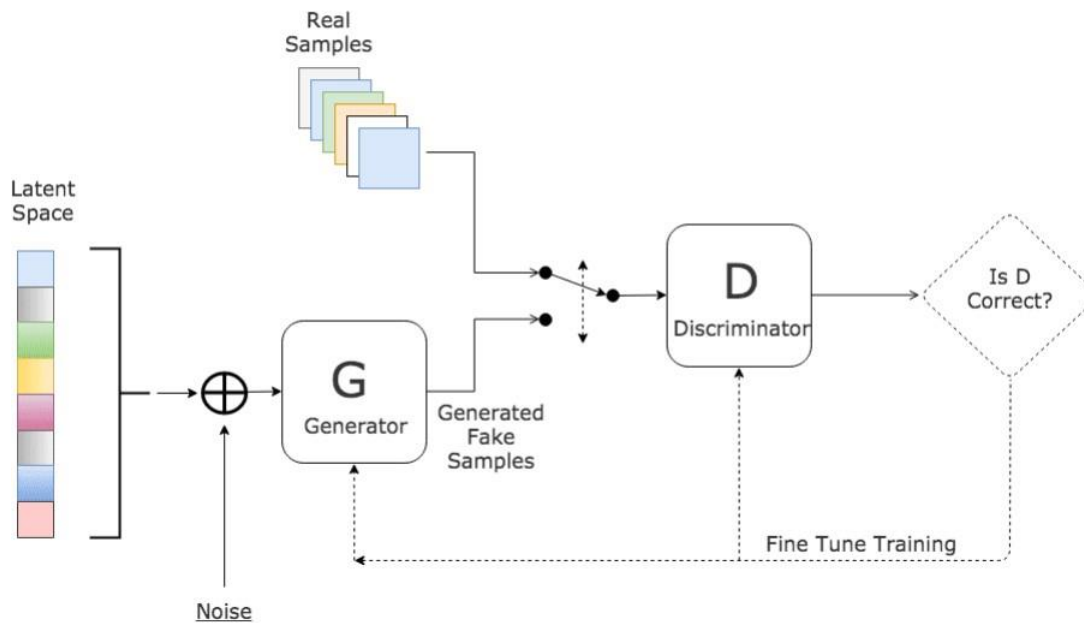 Real
Samples
Latent
Space
D
Discriminator
Is D
Correct?
G
Generator
Generated
Fake
Samples
Fine Tune Training
Noise